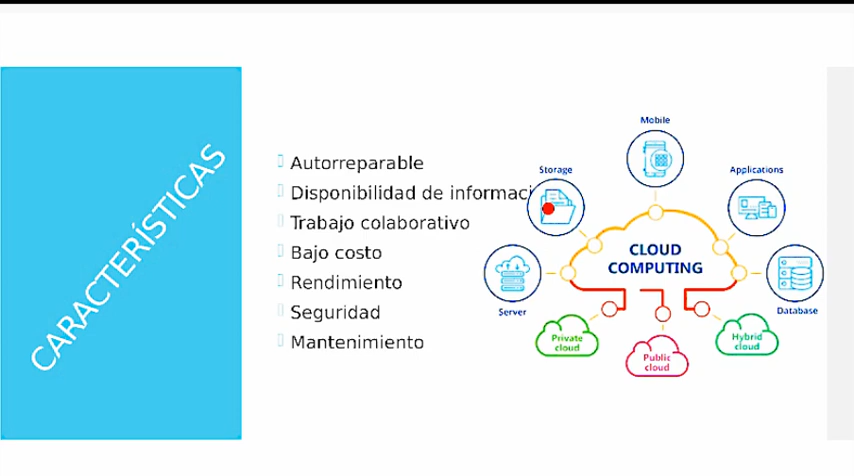 CARACTERÍSTICAS
Autorreparable
Disponibilidad de informaci
Trabajo colaborativo
Bajo costo
Rendimiento
Seguridad
Mantenimiento
Mobile
Storage
Applications
CLOUD
COMPUTING
Server
Database
Private
cloud
Public
cloud
Hybrid
cloud